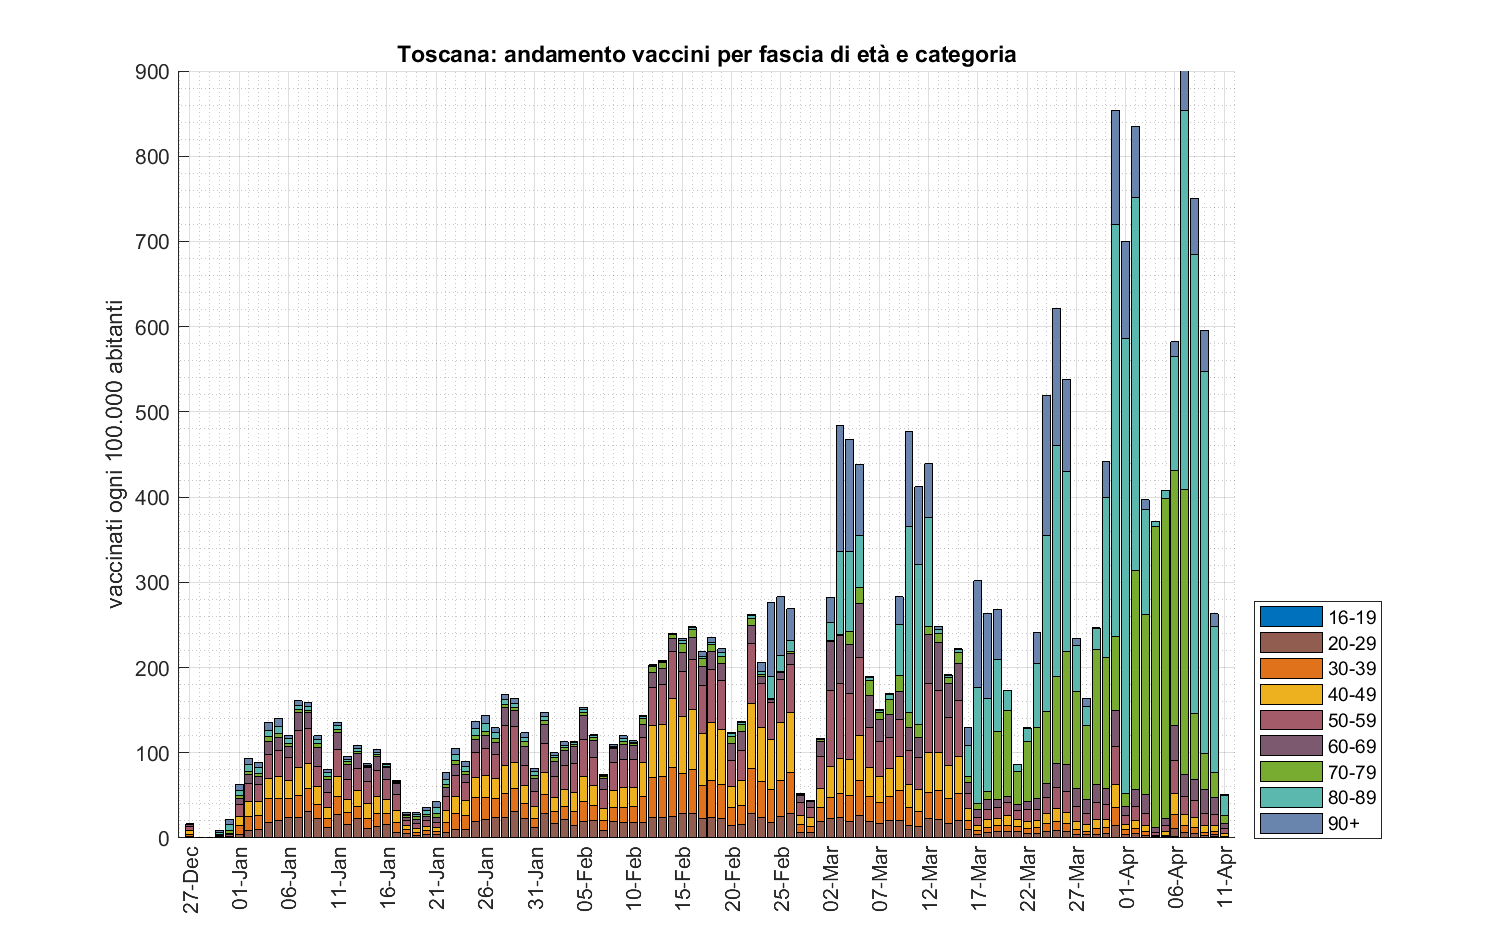 Toscana: andamento vaccini per fascia di età e categoria
vaccinati ogni 100.000 abitanti
900
800
700
600
500
400
300
200
100
0
27-Dec
01-Jan
06-Jan
11-Jan
16-Jan
21-Jan
26-Jan
31-Jan
05-Feb
10-Feb
15-Feb
20-Feb
25-Feb
02-Mar
07-Mar
12-Mar
17-Mar
22-Mar
27-Mar
01-Apr
06-Apr
11-Apr
16-19
20-29
30-39
40-49
50-59
60-69
70-79
80-89
90+